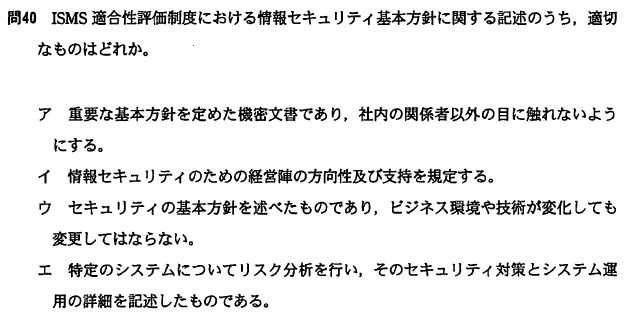 問40 ISMS 適合性評価制度における情報セキュリティ基本方針に関する記述のうち，適切
なものはどれか。
ア 重要な基本方針を定めた機密文書であり，社内の関係者以外の目に触れないよう
にする。
イ 情報セキュリティのための経営陣の方向性及び支持を規定する。
ウ セキュリティの基本方針を述べたものであり，ビジネス環境や技術が変化しても
変更してはならない。
エ 特定のシステムについてリスク分析を行い，そのセキュリティ対策とシステム運
用の詳細を記述したものである。